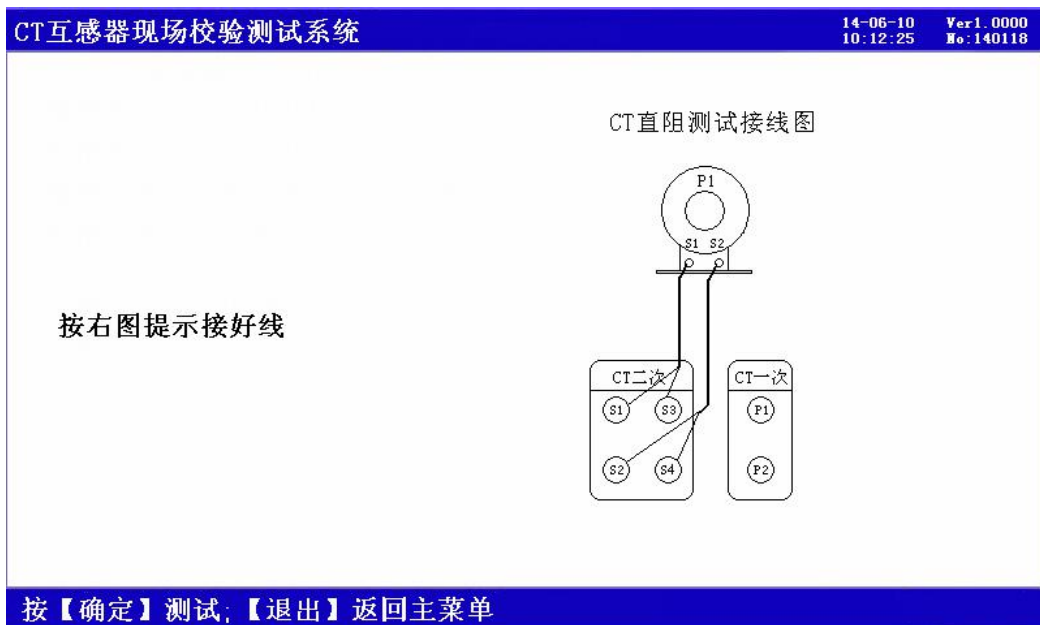 CT互感器现场校验测试系统
14-06-10 Ver1.0000
10:12:25 No:140118
CT直阻测试接线图
P1
S1 S2
按右图提示接好线
CT二次 CT一次
S1 S3 P1
S2 S4 P2
按【确定】测试;【退出】返回主菜单